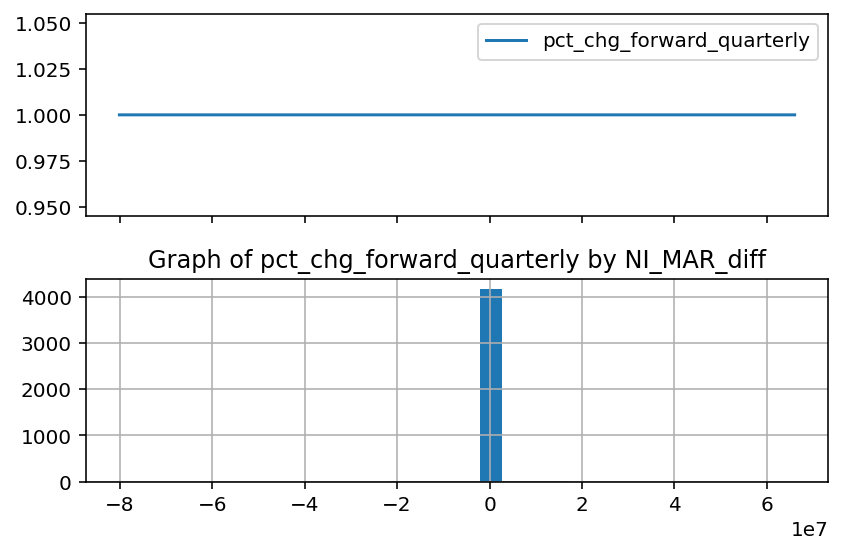 1.050
pct_chg_forward_quarterly
1.025
1.000
0.975
0.950
Graph of pct_chg_forward_quarterly by NI_MAR_diff
4000
3000
2000
1000
0
−8 −6 −4 −2 0 2 4 6
1e7